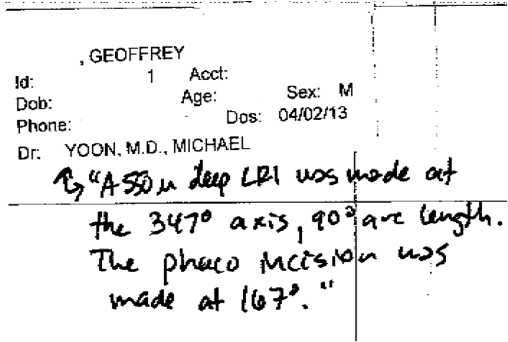 , GEOFFREY
Id: 1 Acct:
Dob: Age: Sex: M
Phone: Dos: 04/02/13
Dr: YOON, M.D., MICHAEL
"A 550 µ deep LRI was made at
the 347° axis, 90° arc length.
The phaco incision was
made at 167°."